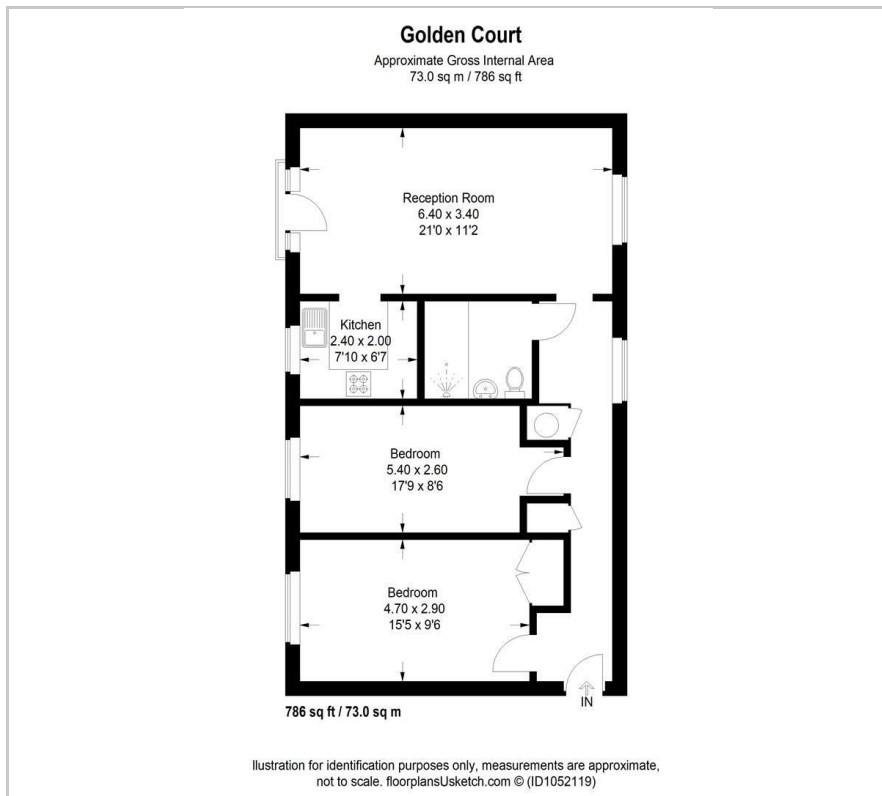 Golden Court
Approximate Gross Internal Area
73.0 sq m / 786 sq ft
Reception Room
6.40 x 3.40
21'0 x 11'2
Kitchen
2.40 x 2.00
7'10 x 6'7
Bedroom
5.40 x 2.60
17'9 x 8'6
Bedroom
4.70 x 2.90
15'5 x 9'6
IN
786 sq ft / 73.0 sq m
Ilustration for identification purposes only, measurements are approximate,
not to scale. floorplansUsketch.com © (ID1052119)